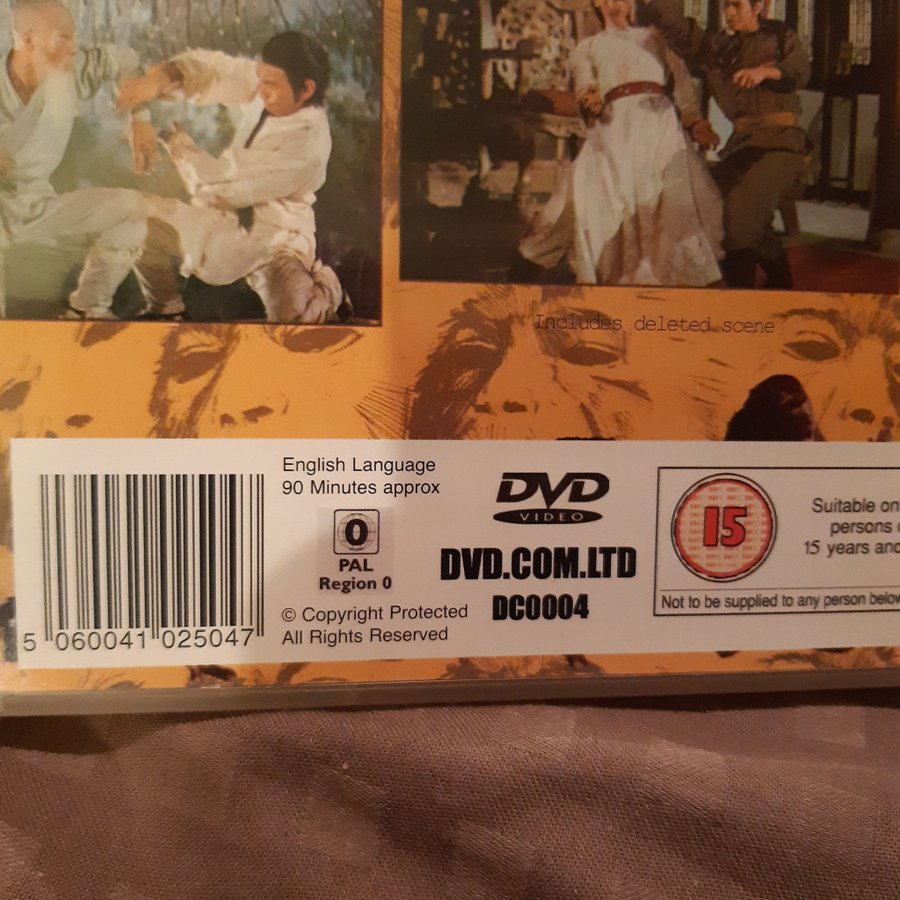 Includes deleted scene
English Language
90 Minutes approx
0
PAL
Region 0
© Copyright Protected
All Rights Reserved
5 060041 025047
DVD
VIDEO
DVD.COM.LTD
DC0004
15
Suitable on
persons
15 years and
Not to be supplied to any person below